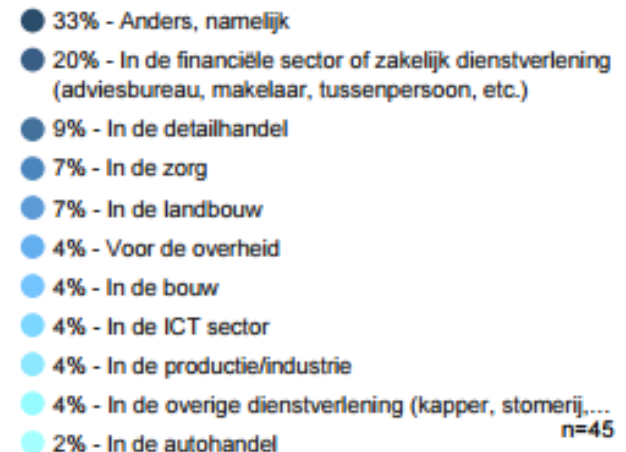 33% - Anders, namelijk
20% - In de financiële sector of zakelijk dienstverlening
(adviesbureau, makelaar, tussenpersoon, etc.)
9% - In de detailhandel
7% - In de zorg
7% - In de landbouw
4% - Voor de overheid
4% - In de bouw
4% - In de ICT sector
4% - In de productie/industrie
4% - In de overige dienstverlening (kapper, stomerij,...
n=45
2% - In de autohandel